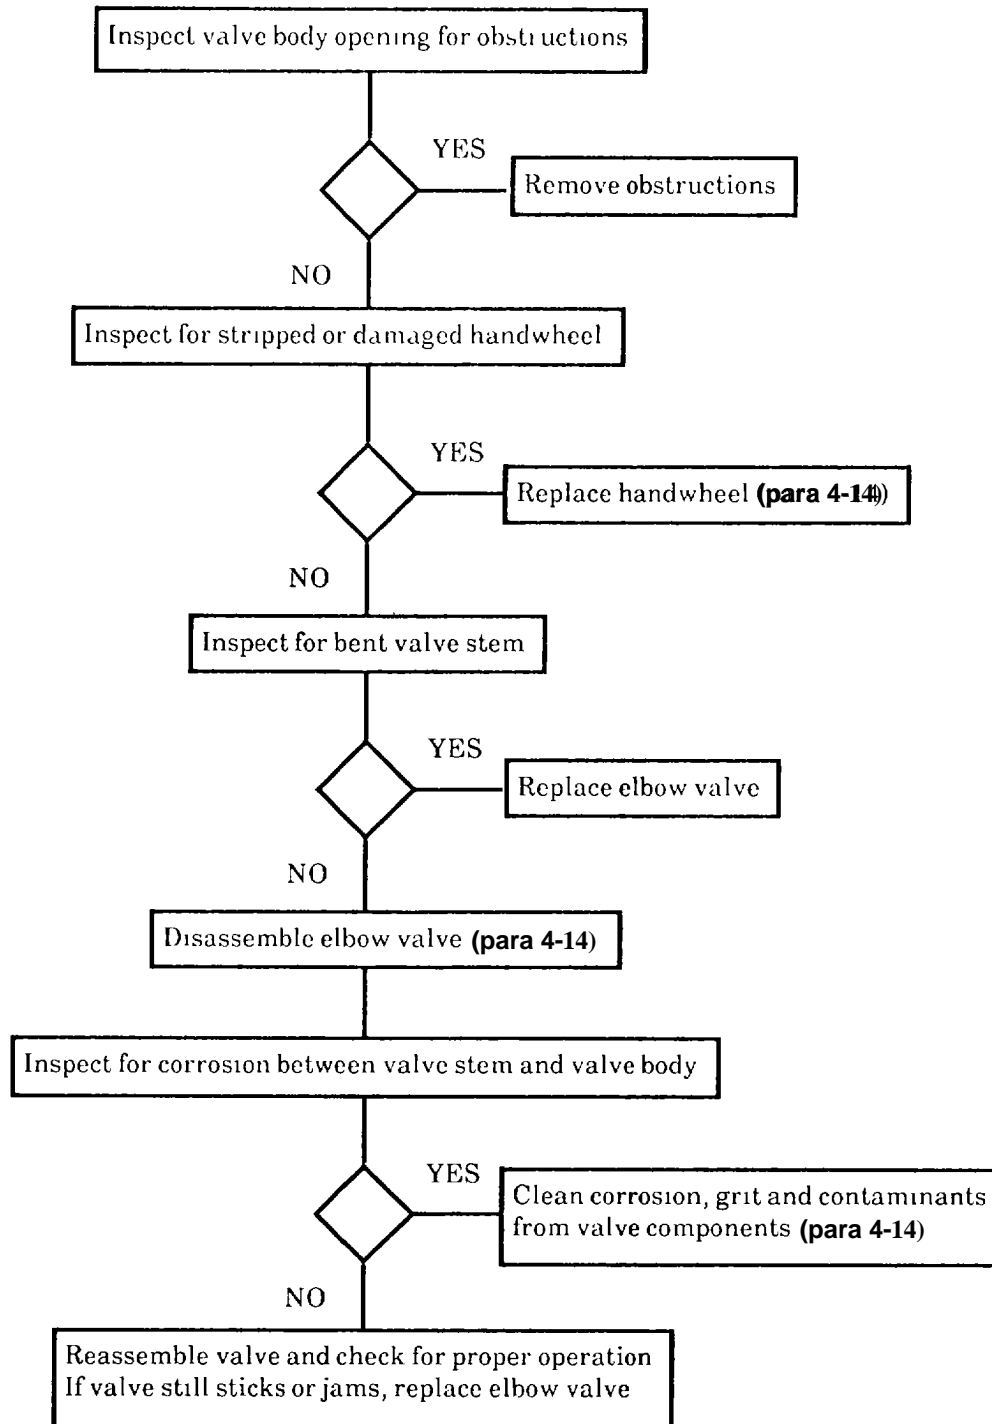 Inspect valve body opening for obstructions
YES
Remove obstructions
NO
Inspect for stripped or damaged handwheel
YES
Replace handwheel (para 4-14)
NO
Inspect for bent valve stem
YES
Replace elbow valve
NO
Disassemble elbow valve (para 4-14)
Inspect for corrosion between valve stem and valve body
YES
Clean corrosion, grit and contaminants
from valve components (para 4-14)
NO
Reassemble valve and check for proper operation
If valve still sticks or jams, replace elbow valve